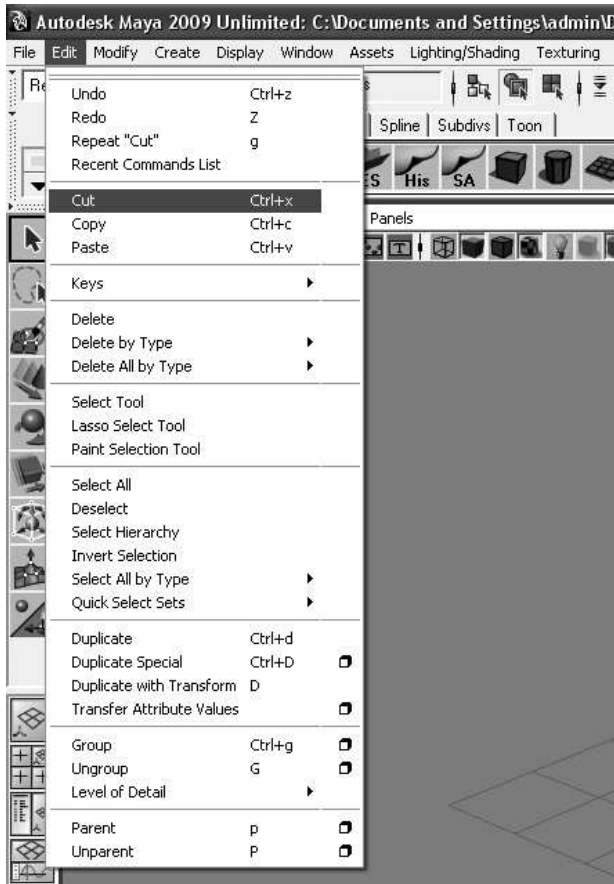 Autodesk Maya 2009 Unlimited: C:\Documents and Settings\admin\D
File Edit Modify Create Display Window Assets Lighting/Shading Texturing
Re
Undo Ctrl+z
Redo Z
Repeat "Cut" g
Recent Commands List
Spline Subdivs Toon
His SA
Cut Ctrl+x
Copy Ctrl+c
Paste Ctrl+v
Panels
Keys
Delete
Delete by Type
Delete All by Type
Select Tool
Lasso Select Tool
Paint Selection Tool
Select All
Deselect
Select Hierarchy
Invert Selection
Select All by Type
Quick Select Sets
Duplicate Ctrl+d
Duplicate Special Ctrl+D
Duplicate with Transform D
Transfer Attribute Values
Group Ctrl+g
Ungroup G
Level of Detail
Parent p
Unparent P